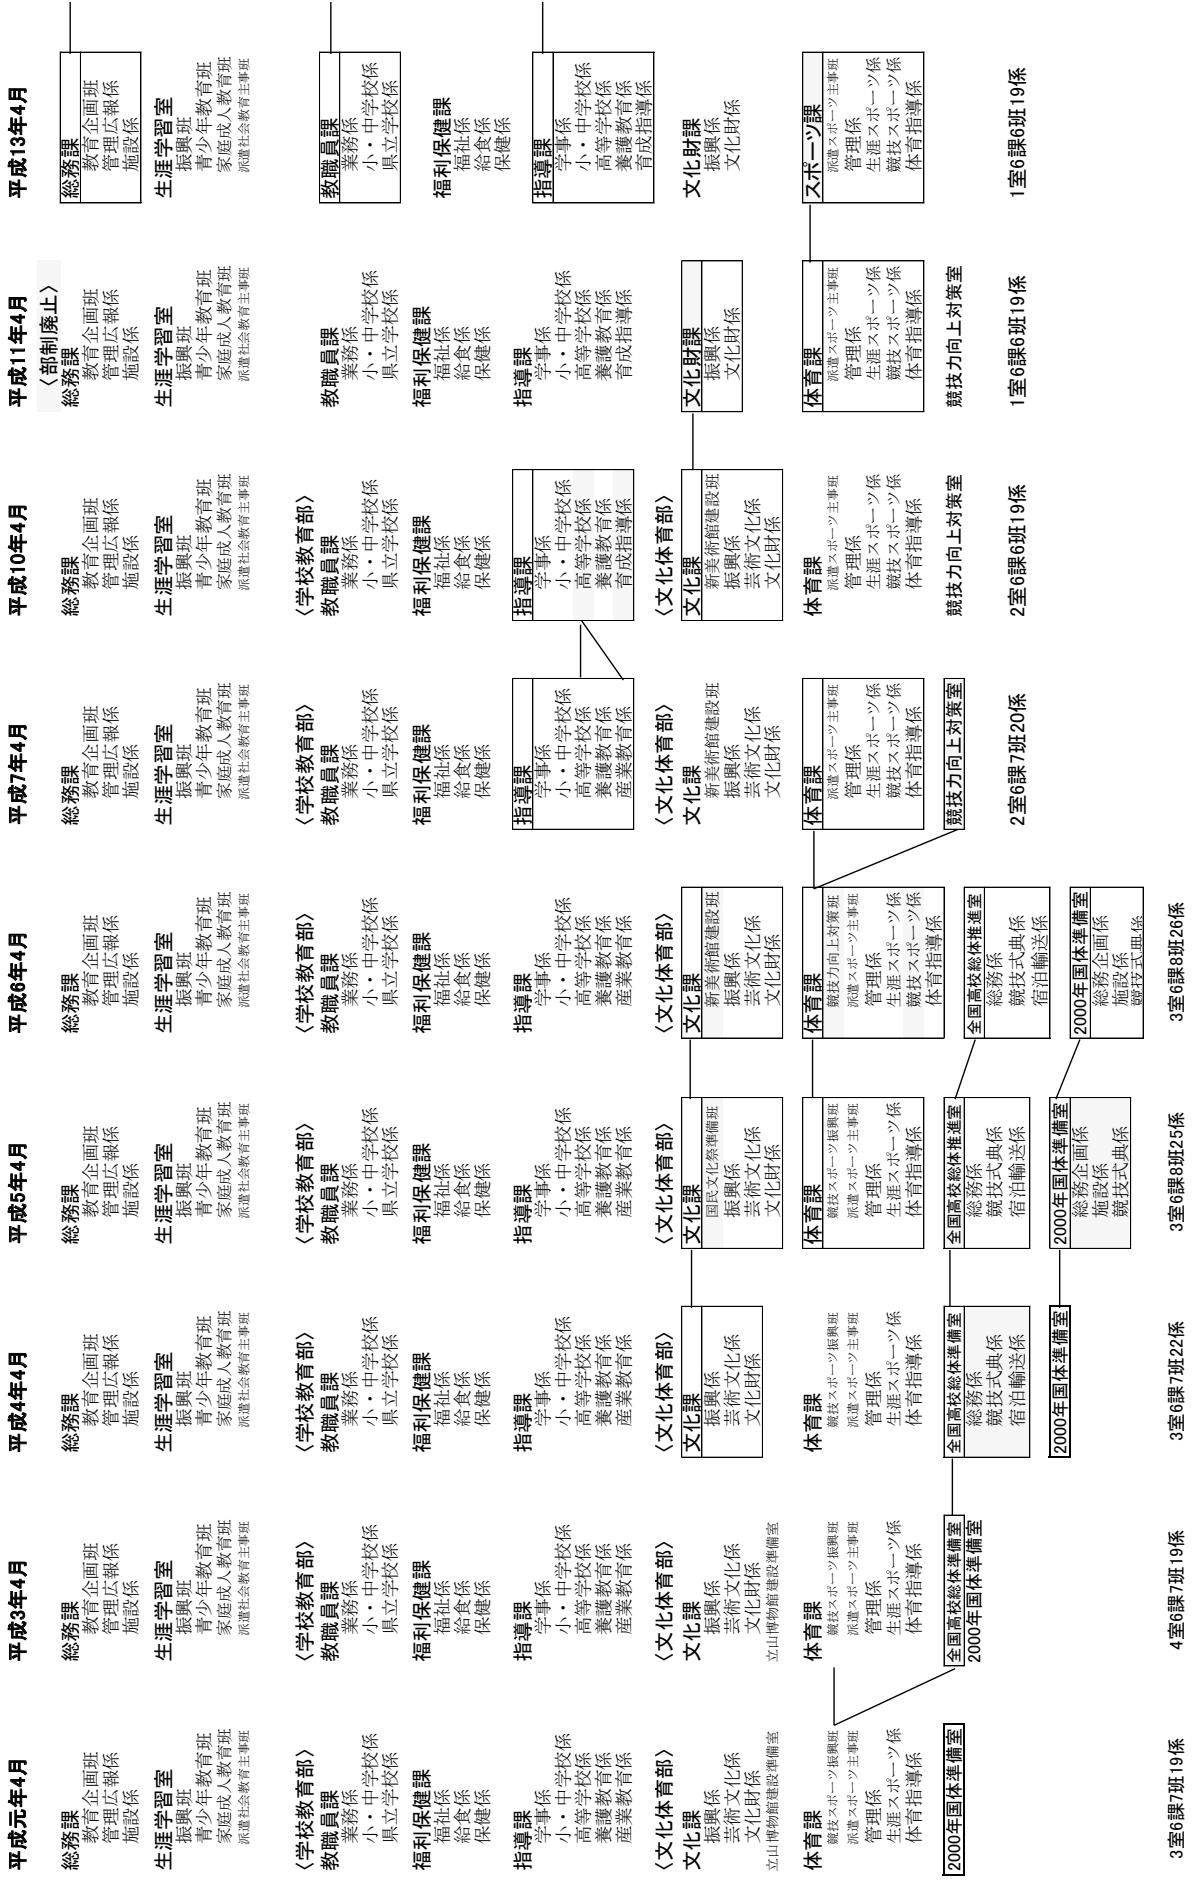 平成元年4月
総務課
教育企画班
管理広報係
施設係
生涯学習室
振興班
青少年教育班
家庭成人教育班
派遣社会教育主事班
〈学校教育部〉
教職員課
業務係
小・中学校係
県立学校係
福利保健課
福祉係
給食係
保健係
指導課
学事係
小・中学校係
高等学校係
養護教育係
産業教育係
〈文化体育部〉
文化課
振興係
芸術文化係
文化財係
立山博物館建設準備室
体育課
競技スポーツ振興班
派遣スポーツ主事班
管理係
生涯スポーツ係
体育指導係
2000年国体準備室
3室6課7班19係
平成3年4月
総務課
教育企画班
管理広報係
施設係
生涯学習室
振興班
青少年教育班
家庭成人教育班
派遣社会教育主事班
〈学校教育部〉
教職員課
業務係
小・中学校係
県立学校係
福利保健課
福祉係
給食係
保健係
指導課
学事係
小・中学校係
高等学校係
養護教育係
産業教育係
〈文化体育部〉
文化課
振興係
芸術文化係
文化財係
立山博物館建設準備室
体育課
競技スポーツ振興班
派遣スポーツ主事班
管理係
生涯スポーツ係
体育指導係
全国高校総体準備室
2000年国体準備室
4室6課7班19係
平成4年4月
総務課
教育企画班
管理広報係
施設係
生涯学習室
振興班
青少年教育班
家庭成人教育班
派遣社会教育主事班
〈学校教育部〉
教職員課
業務係
小・中学校係
県立学校係
福利保健課
福祉係
給食係
保健係
指導課
学事係
小・中学校係
高等学校係
養護教育係
産業教育係
〈文化体育部〉
文化課
振興係
芸術文化係
文化財係
体育課
競技スポーツ振興班
派遣スポーツ主事班
管理係
生涯スポーツ係
体育指導係
全国高校総体準備室
総務係
競技式典係
宿泊輸送係
2000年国体準備室
3室6課7班22係
平成5年4月
総務課
教育企画班
管理広報係
施設係
生涯学習室
振興班
青少年教育班
家庭成人教育班
派遣社会教育主事班
〈学校教育部〉
教職員課
業務係
小・中学校係
県立学校係
福利保健課
福祉係
給食係
保健係
指導課
学事係
小・中学校係
高等学校係
養護教育係
産業教育係
〈文化体育部〉
文化課
国民文化祭準備班
振興係
芸術文化係
文化財係
体育課
競技スポーツ振興班
派遣スポーツ主事班
管理係
生涯スポーツ係
体育指導係
全国高校総体推進室
総務係
競技式典係
宿泊輸送係
2000年国体準備室
総務企画係
施設係
競技式典係
3室6課8班25係
平成6年4月
総務課
教育企画班
管理広報係
施設係
生涯学習室
振興班
青少年教育班
家庭成人教育班
派遣社会教育主事班
〈学校教育部〉
教職員課
業務係
小・中学校係
県立学校係
福利保健課
福祉係
給食係
保健係
指導課
学事係
小・中学校係
高等学校係
養護教育係
産業教育係
〈文化体育部〉
文化課
新美術館建設班
振興係
芸術文化係
文化財係
体育課
競技力向上対策班
派遣スポーツ主事班
管理係
生涯スポーツ係
競技スポーツ係
体育指導係
全国高校総体推進室
総務係
競技式典係
宿泊輸送係
2000年国体準備室
総務企画係
施設係
競技式典係
3室6課8班26係
平成7年4月
総務課
教育企画班
管理広報係
施設係
生涯学習室
振興班
青少年教育班
家庭成人教育班
派遣社会教育主事班
〈学校教育部〉
教職員課
業務係
小・中学校係
県立学校係
福利保健課
福祉係
給食係
保健係
指導課
学事係
小・中学校係
高等学校係
養護教育係
産業教育係
〈文化体育部〉
文化課
新美術館建設班
振興係
芸術文化係
文化財係
体育課
派遣スポーツ主事班
管理係
生涯スポーツ係
競技スポーツ係
体育指導係
競技力向上対策室
2室6課7班20係
平成10年4月
総務課
教育企画班
管理広報係
施設係
生涯学習室
振興班
青少年教育班
家庭成人教育班
派遣社会教育主事班
〈学校教育部〉
教職員課
業務係
小・中学校係
県立学校係
福利保健課
福祉係
給食係
保健係
指導課
学事係
小・中学校係
高等学校係
養護教育係
育成指導係
〈文化体育部〉
文化課
新美術館建設班
振興係
芸術文化係
文化財係
体育課
派遣スポーツ主事班
管理係
生涯スポーツ係
競技スポーツ係
体育指導係
競技力向上対策室
2室6課6班19係
平成11年4月
〈部制廃止〉
総務課
教育企画班
管理広報係
施設係
生涯学習室
振興班
青少年教育班
家庭成人教育班
派遣社会教育主事班
教職員課
業務係
小・中学校係
県立学校係
福利保健課
福祉係
給食係
保健係
指導課
学事係
小・中学校係
高等学校係
養護教育係
育成指導係
文化財課
振興係
文化財係
体育課
派遣スポーツ主事班
管理係
生涯スポーツ係
競技スポーツ係
体育指導係
競技力向上対策室
1室6課6班19係
平成13年4月
総務課
教育企画班
管理広報係
施設係
生涯学習室
振興班
青少年教育班
家庭成人教育班
派遣社会教育主事班
教職員課
業務係
小・中学校係
県立学校係
福利保健課
福祉係
給食係
保健係
指導課
学事係
小・中学校係
高等学校係
養護教育係
育成指導係
文化財課
振興係
文化財係
スポーツ課
派遣スポーツ主事班
管理係
生涯スポーツ係
競技スポーツ係
体育指導係
1室6課6班19係